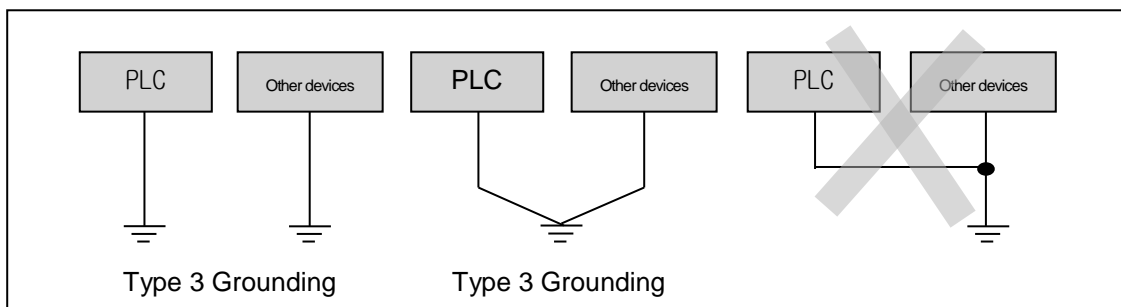 PLC Other devices PLC Other devices PLC Other devices
Type 3 Grounding Type 3 Grounding